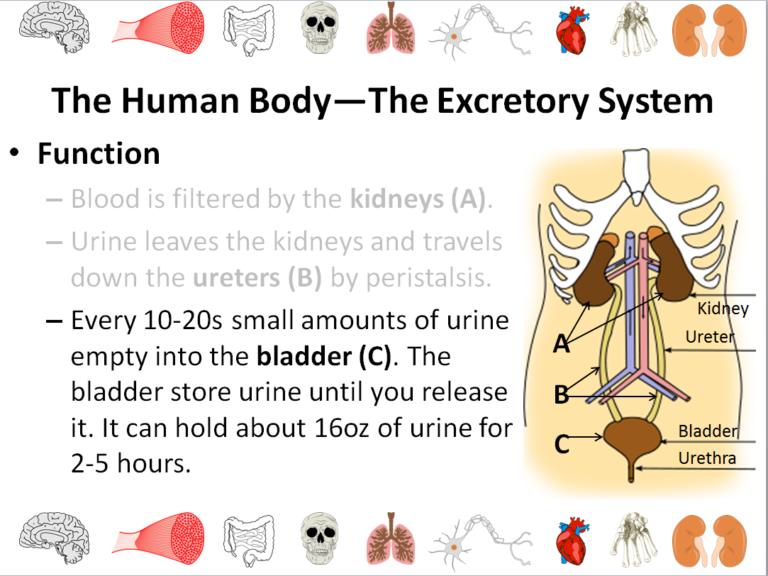 The Human Body—The Excretory System
• Function
– Blood is filtered by the kidneys (A).
– Urine leaves the kidneys and travels
down the ureters (B) by peristalsis.
– Every 10-20s small amounts of urine
empty into the bladder (C). The
bladder store urine until you release
it. It can hold about 16oz of urine for
2-5 hours.
Kidney
Ureter
A
B
C
Bladder
Urethra